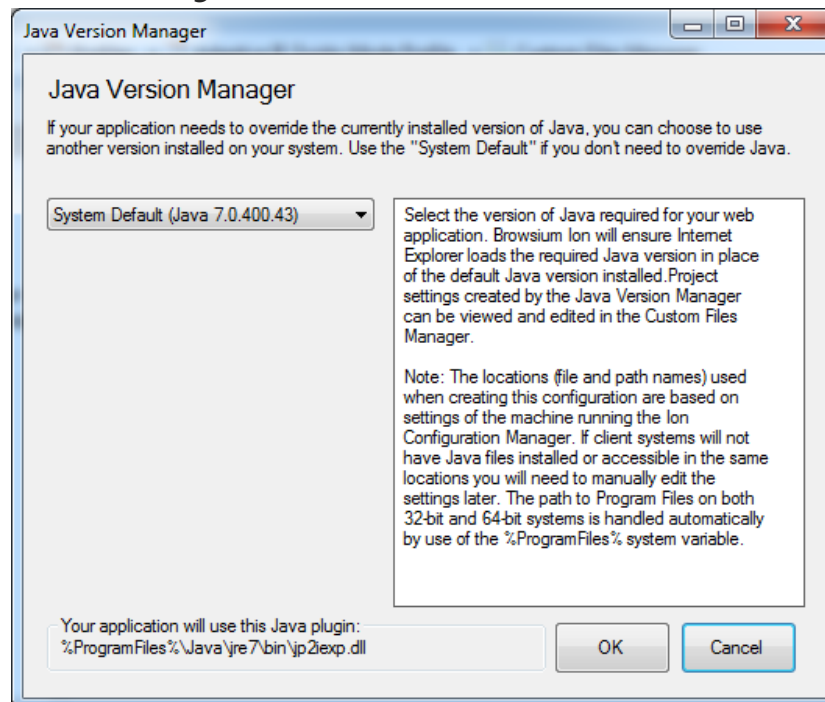 Java Version Manager
Java Version Manager
If your application needs to override the currently installed version of Java, you can choose to use
another version installed on your system. Use the "System Default" if you don't need to override Java.
System Default (Java 7.0.400.43)
Select the version of Java required for your web
application. Browsium Ion will ensure Internet
Explorer loads the required Java version in place
of the default Java version installed.Project
settings created by the Java Version Manager
can be viewed and edited in the Custom Files
Manager.
Note: The locations (file and path names) used
when creating this configuration are based on
settings of the machine running the Ion
Configuration Manager. If client systems will not
have Java files installed or accessible in the same
locations you will need to manually edit the
settings later. The path to Program Files on both
32-bit and 64-bit systems is handled automatically
by use of the %ProgramFiles% system variable.
Your application will use this Java plugin:
%ProgramFiles%\Java\jre7\bin\jp2iexp.dll
OK
Cancel